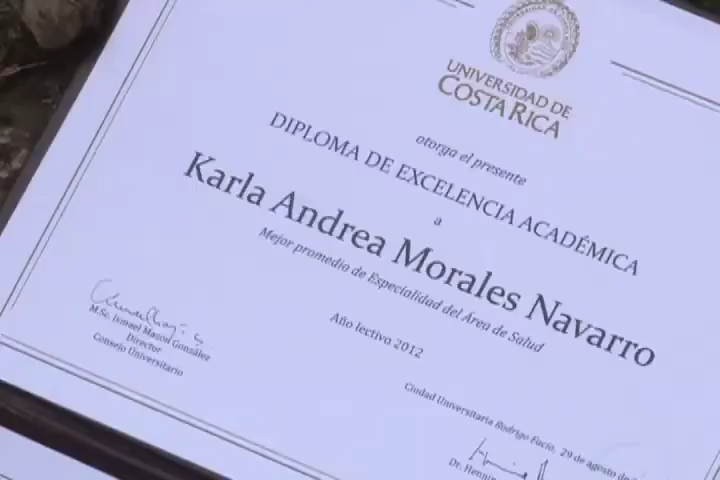 UNIVERSIDAD DE
COSTA RICA
otorga el presente
DIPLOMA DE EXCELENCIA ACADÉMICA
a
Karla Andrea Morales Navarro
Mejor promedio de Especialidad del Área de Salud
Año lectivo 2012
M.Sc. Ismael Mazón González
Director
Consejo Universitario
Ciudad Universitaria Rodrigo Facio, 29 de agosto
Dr.